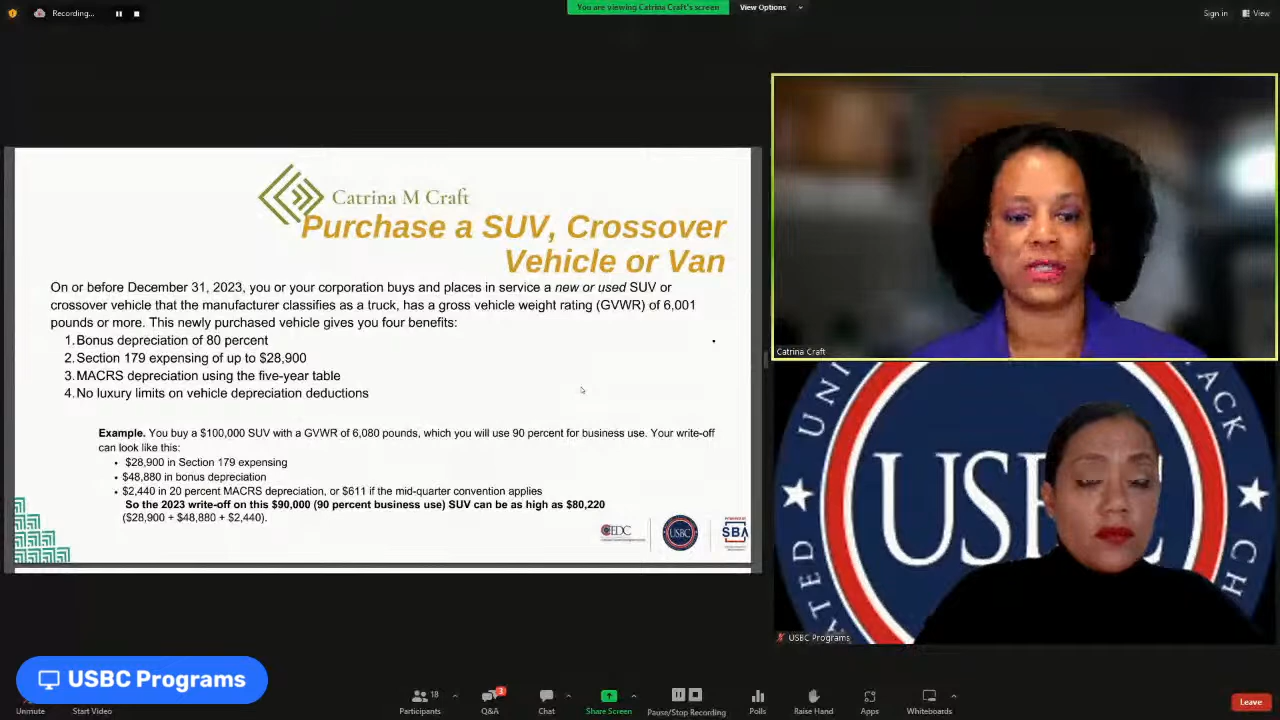 Recording...
You are viewing Catrina Craft's screen
View Options
Sign in
View
Catrina M Craft
Purchase a SUV, Crossover
Vehicle or Van
On or before December 31, 2023, you or your corporation buys and places in service a new or used SUV or
crossover vehicle that the manufacturer classifies as a truck, has a gross vehicle weight rating (GVWR) of 6,001
pounds or more. This newly purchased vehicle gives you four benefits:
1. Bonus depreciation of 80 percent
2. Section 179 expensing of up to $28,900
3. MACRS depreciation using the five-year table
4. No luxury limits on vehicle depreciation deductions
Example. You buy a $100,000 SUV with a GVWR of 6,080 pounds, which you will use 90 percent for business use. Your write-off
can look like this:
• $28,900 in Section 179 expensing
• $48,880 in bonus depreciation
• $2,440 in 20 percent MACRS depreciation, or $611 if the mid-quarter convention applies
So the 2023 write-off on this $90,000 (90 percent business use) SUV can be as high as $80,220
($28,900 + $48,880 + $2,440).
USBC
SBA
Catrina Craft
USBC Programs
USBC Programs
Unmute
Start Video
Participants
18
Q&A
3
Chat
Share Screen
Pause/Stop Recording
Polls
Raise Hand
Apps
Whiteboards
Leave